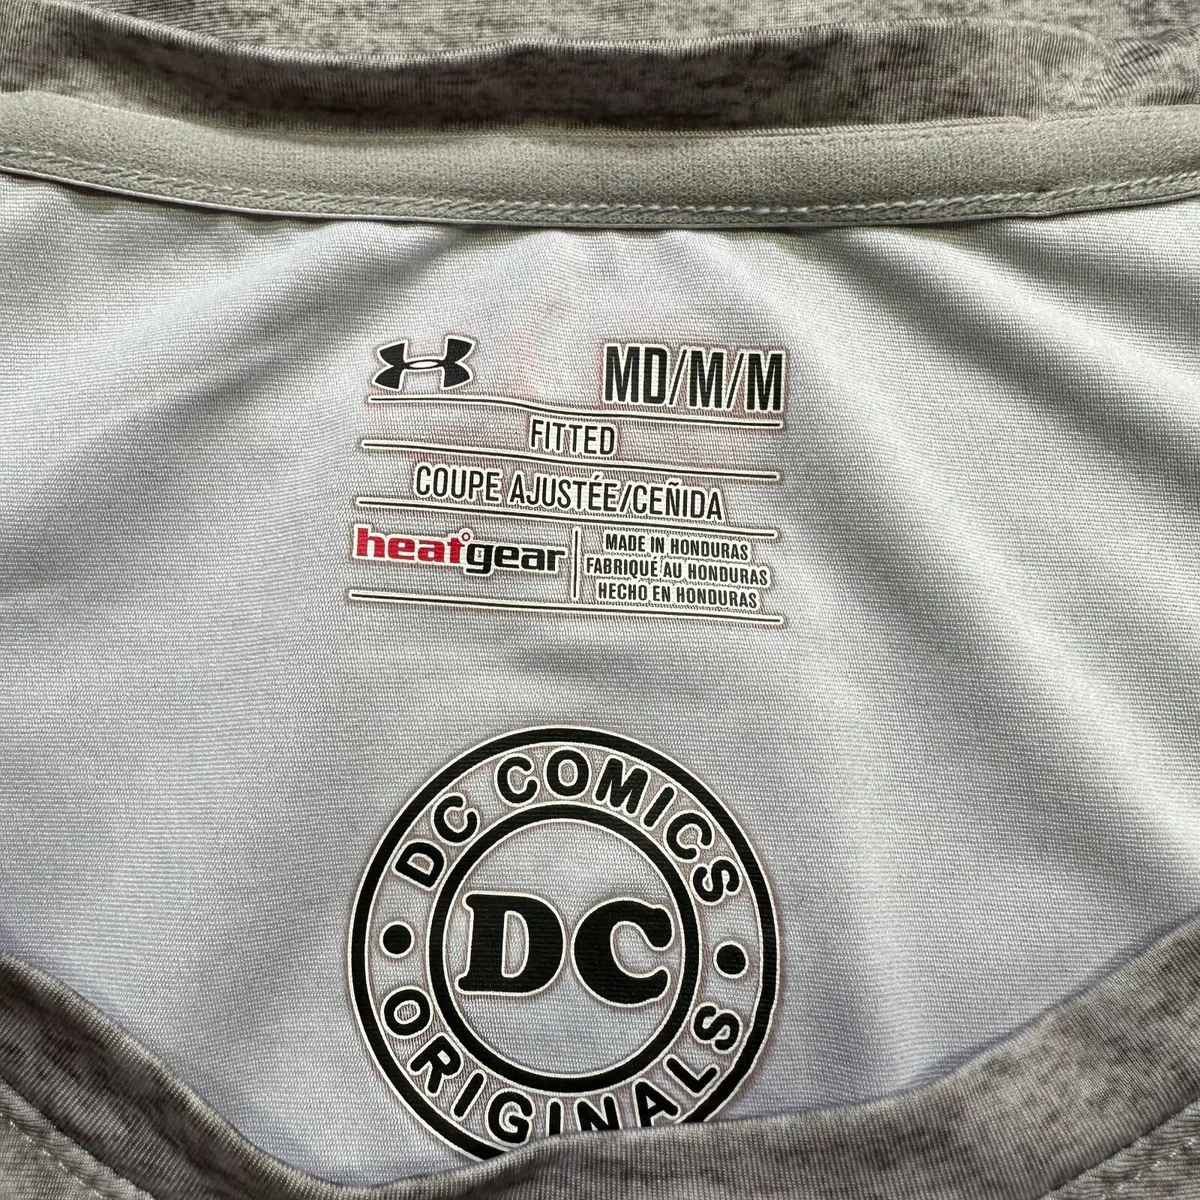 MD/M/M
FITTED
COUPE AJUSTÉE/CEÑIDA
heatgear
MADE IN HONDURAS
FABRIQUÉ AU HONDURAS
HECHO EN HONDURAS
DC COMICS
DC
ORIGINALS